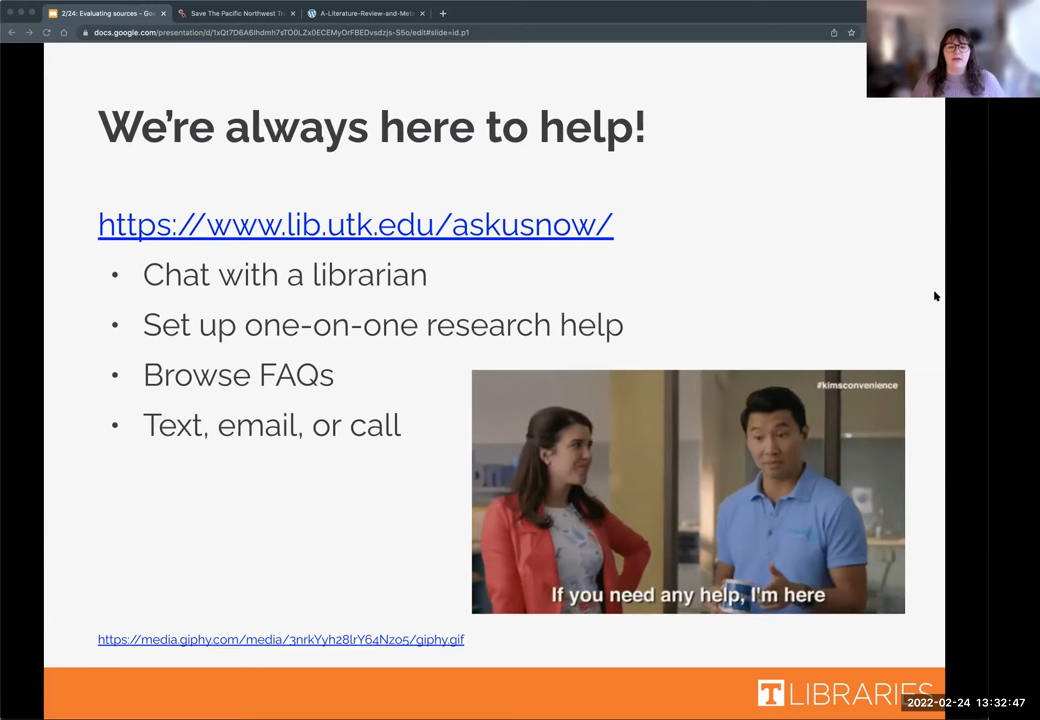 2/24: Evaluating sources - Go
Save The Pacific Northwest T
A-Literature-Review-and-Met
docs.google.com/presentation/d/1xQt7D6A6Ihdmh7sTO0LZx0ECEMyOrFBEDvsdzjs-S5o/edit#slide=id.p1
We're always here to help!
https://www.lib.utk.edu/askusnow/
• Chat with a librarian
• Set up one-on-one research help
• Browse FAQs
• Text, email, or call
#kimsconvenience
If you need any help, I'm here
https://media.giphy.com/media/3nrkYyh28lrY64Nzo5/giphy.gif
T LIBRARIES
2022-02-24 13:32:47